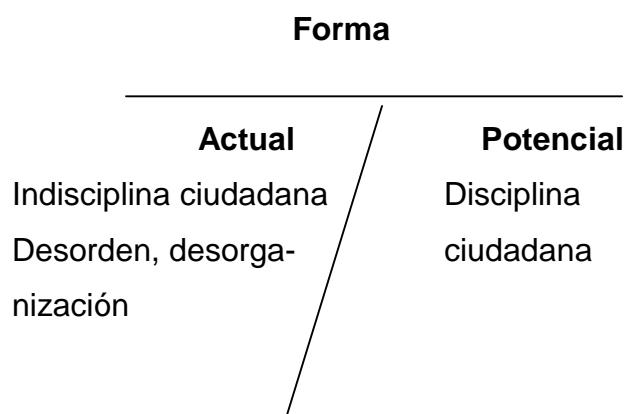 Forma
Actual
Potencial
Indisciplina ciudadana
Desorden, desorga-
nización
Disciplina
ciudadana